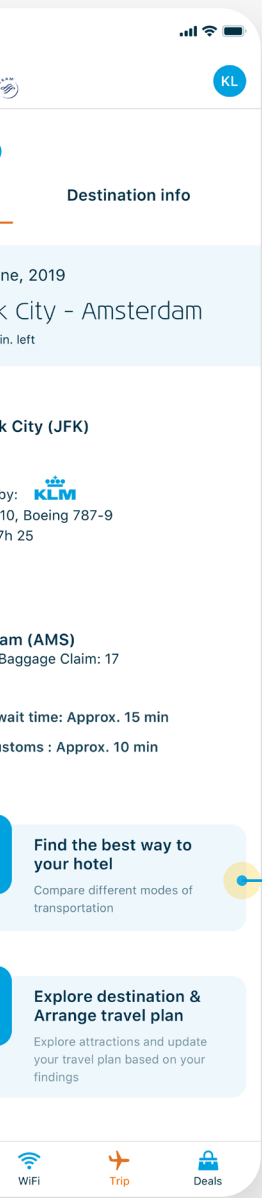 KL
Destination info
ne, 2019
k City - Amsterdam
in. left
k City (JFK)
by: KLM
10, Boeing 787-9
7h 25
am (AMS)
Baggage Claim: 17
wait time: Approx. 15 min
ustoms : Approx. 10 min
Find the best way to
your hotel
Compare different modes of
transportation
Explore destination &
Arrange travel plan
Explore attractions and update
your travel plan based on your
findings
WiFi Trip Deals